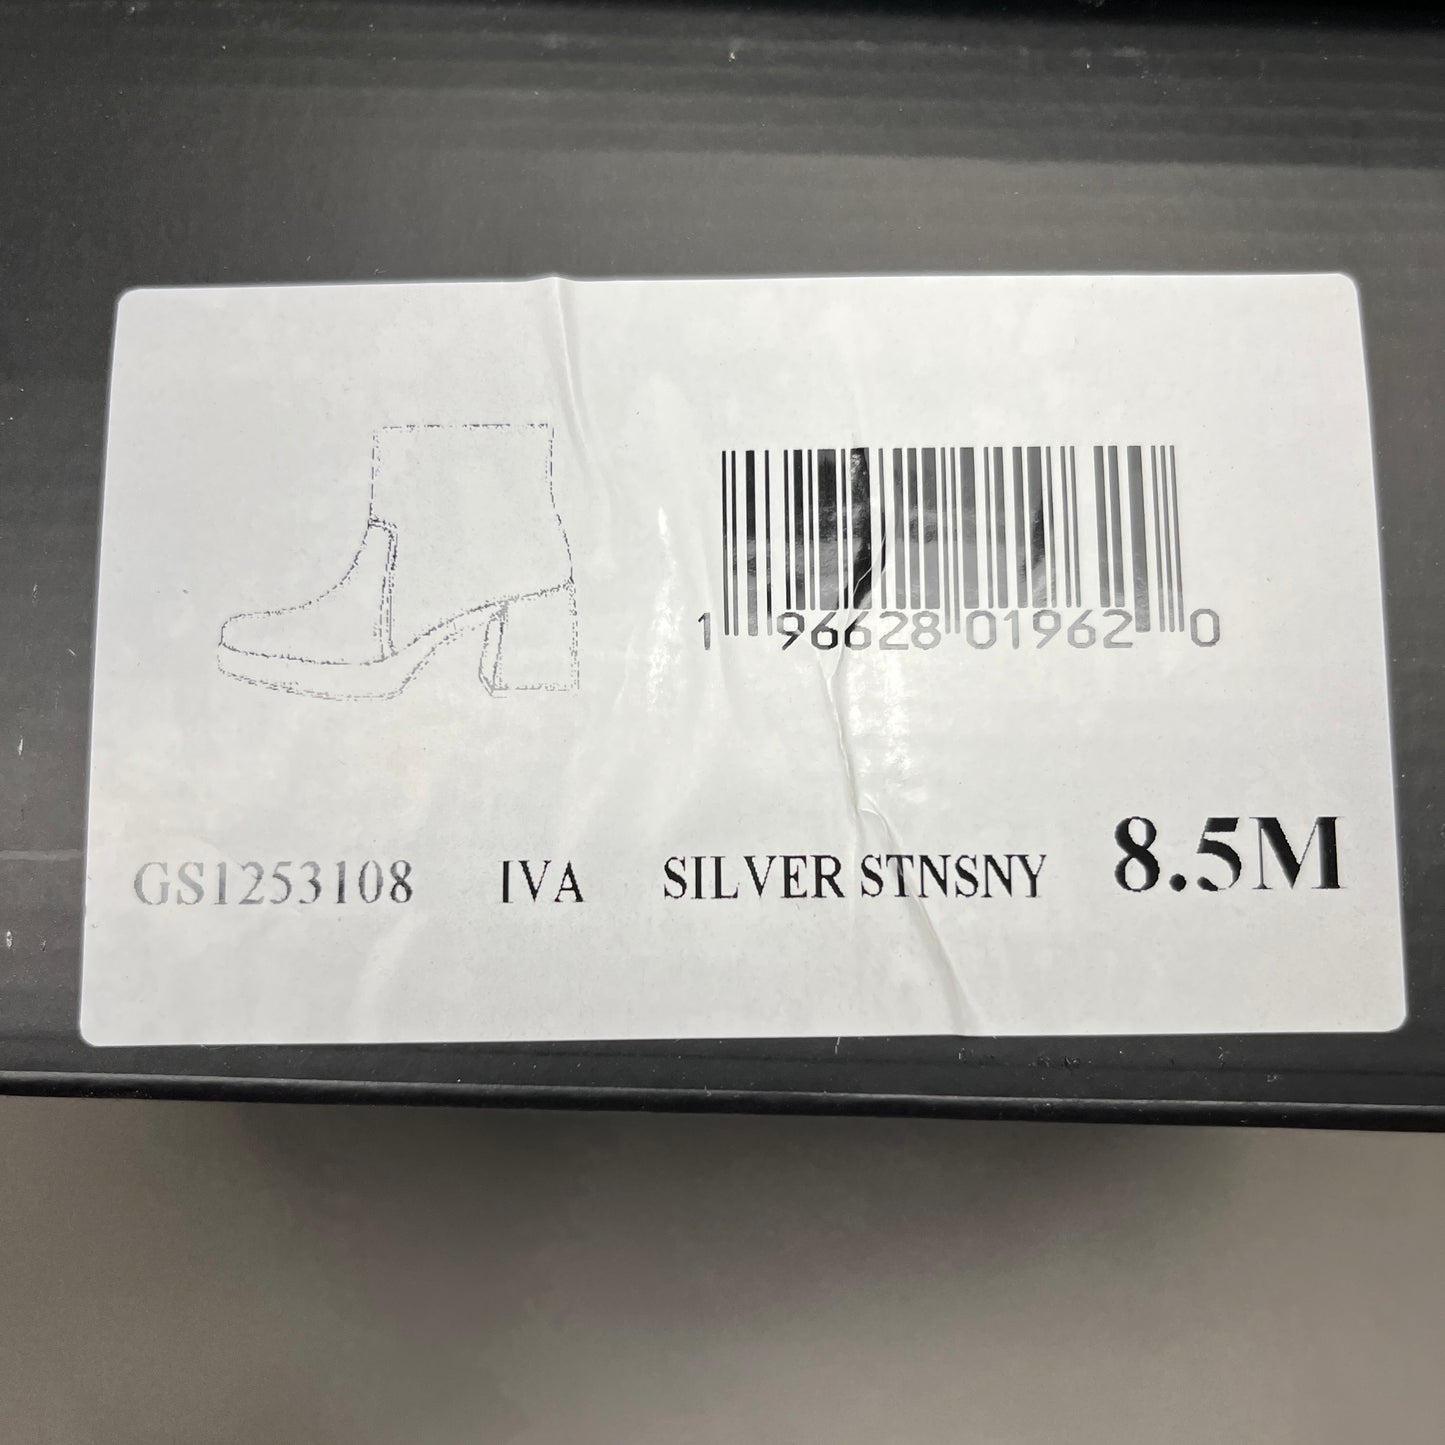 1 96628 01962 0
GS1253108 IVA SILVER STNSNY 8.5M